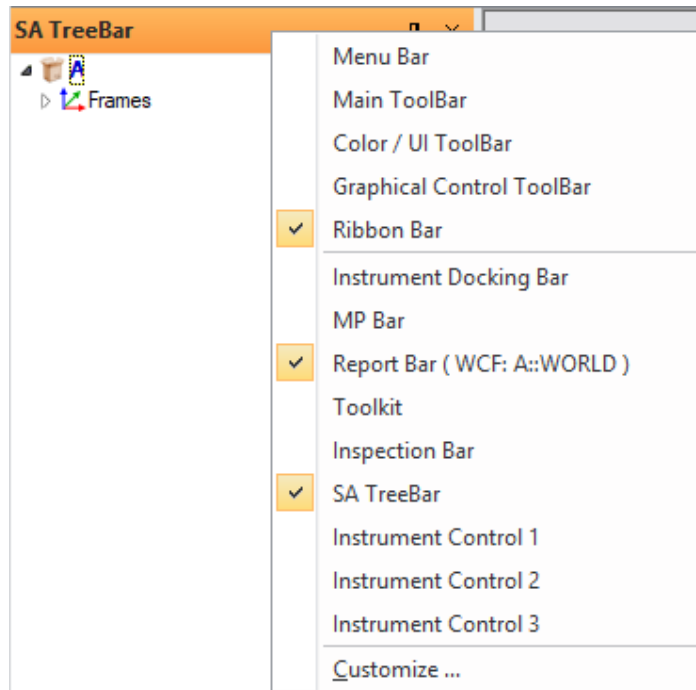 SA TreeBar
A
Frames
Menu Bar
Main ToolBar
Color / UI ToolBar
Graphical Control ToolBar
Ribbon Bar
Instrument Docking Bar
MP Bar
Report Bar ( WCF: A::WORLD )
Toolkit
Inspection Bar
SA TreeBar
Instrument Control 1
Instrument Control 2
Instrument Control 3
Customize ...